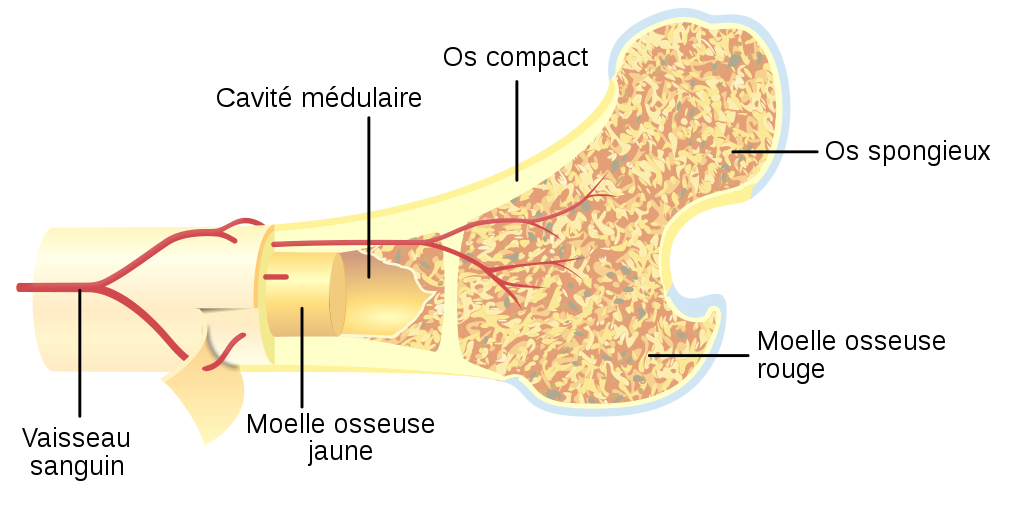 Os compact
Cavité médulaire
Os spongieux
Moelle osseuse
rouge
Moelle osseuse
jaune
Vaisseau
sanguin